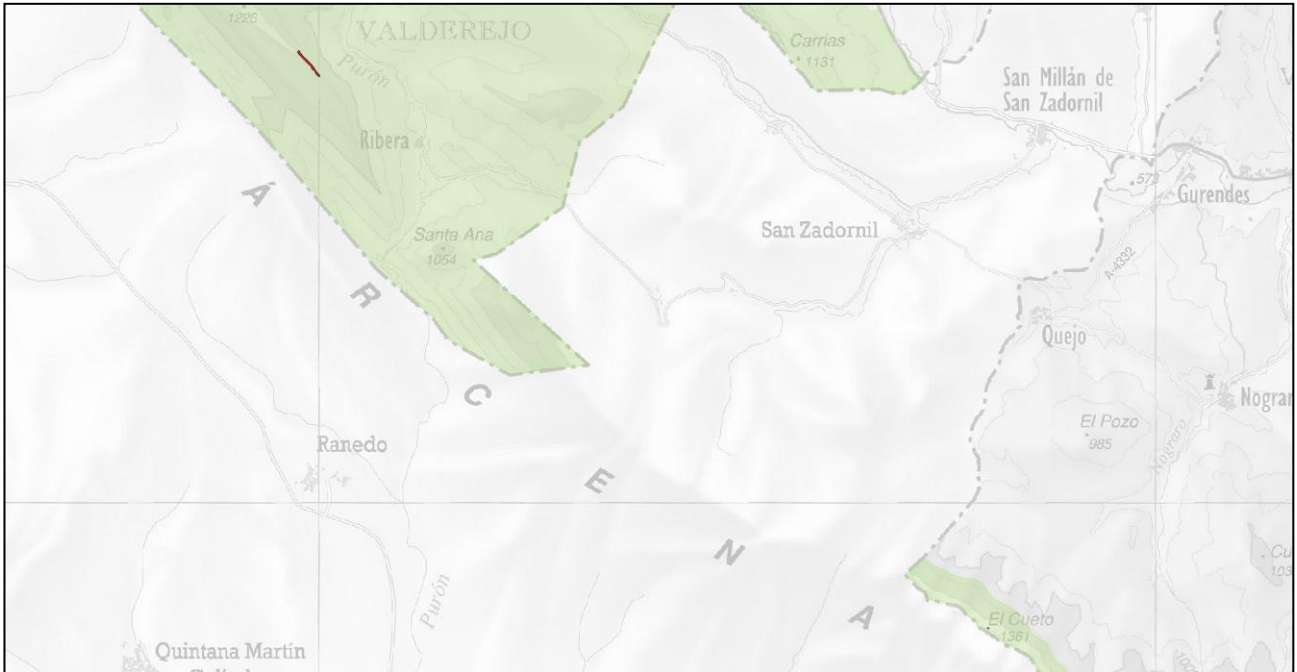 1226
VALDEREJO
Purón
Carrias
1131
San Millán de
San Zadornil
Ribera
573
Gurendes
Á
Santa Ana
1054
San Zadornil
A-4332
R
Quejo
C
Nograro
El Pozo
985
Ranedo
E
N
Purón
A
El Cueto
1361
Quintana Martín